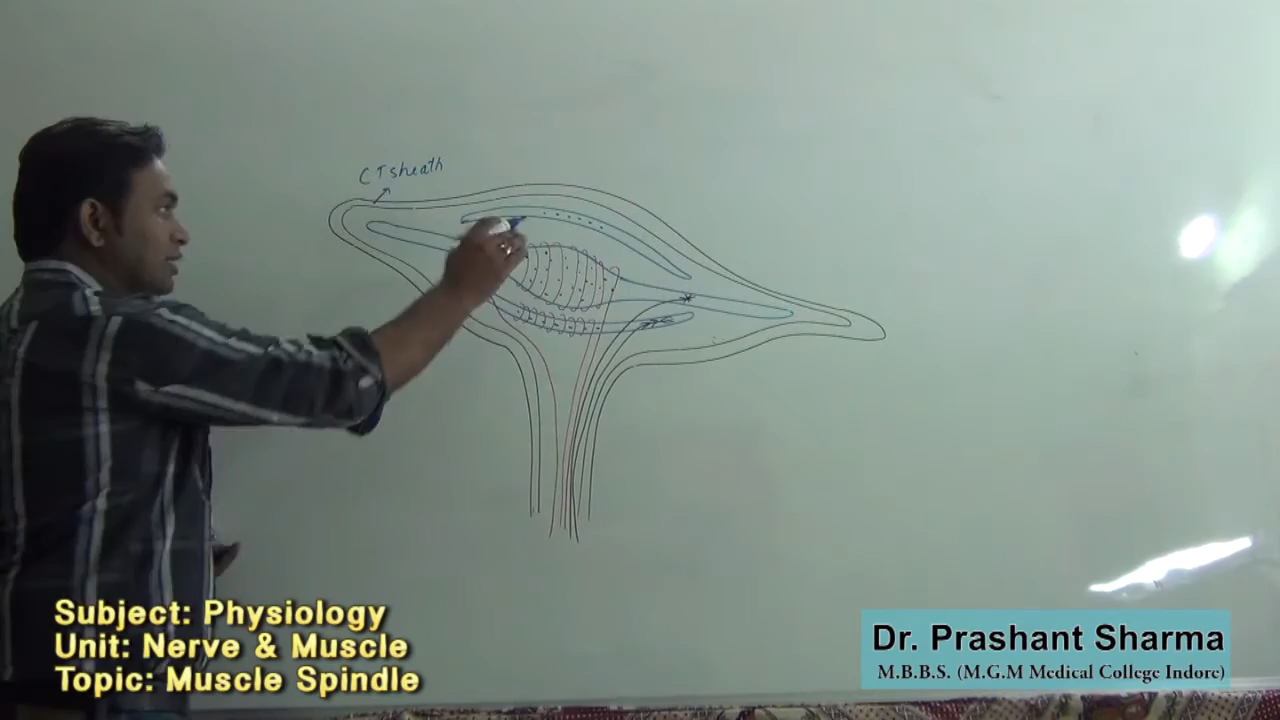 C T sheath
Subject: Physiology
Unit: Nerve & Muscle
Topic: Muscle Spindle
Dr. Prashant Sharma
M.B.B.S. (M.G.M Medical College Indore)